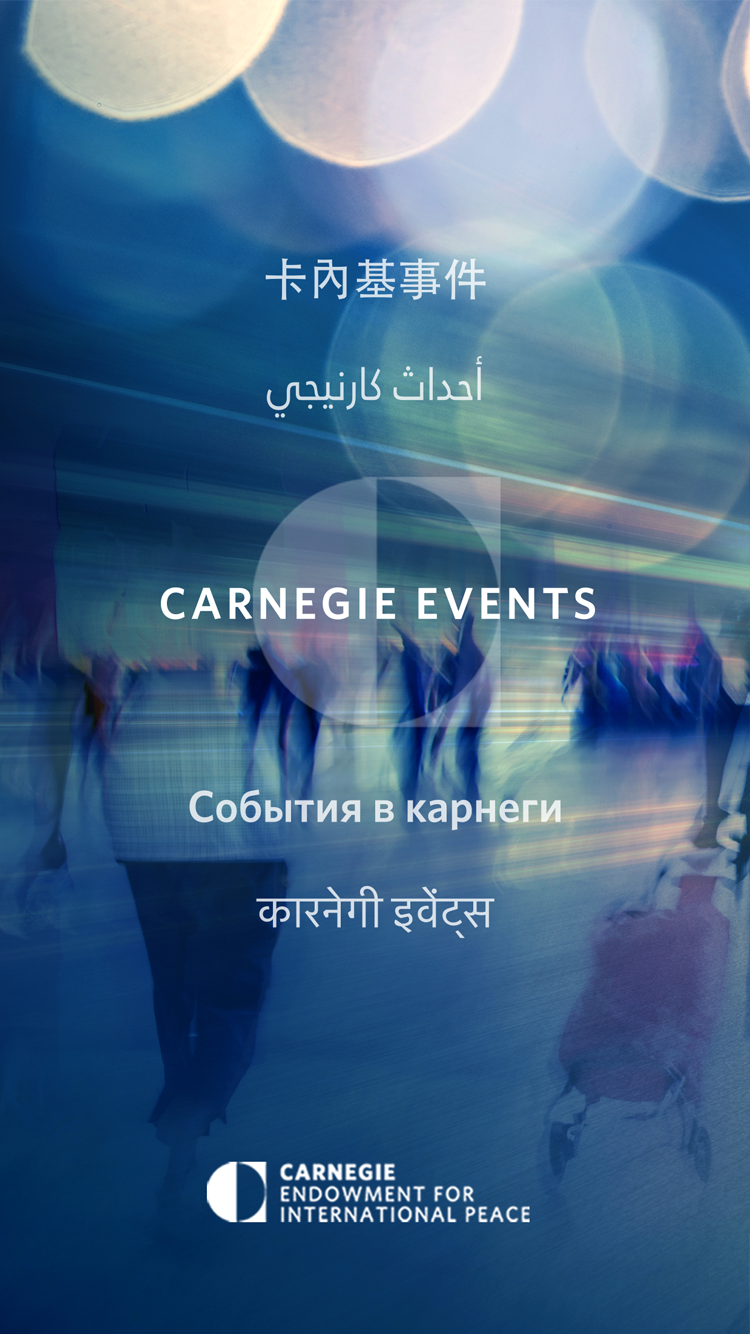 卡內基事件
أحداث كارنيجي
CARNEGIE EVENTS
События в карнеги
कारनेगी इवेंट्स
CARNEGIE
ENDOWMENT FOR
INTERNATIONAL PEACE